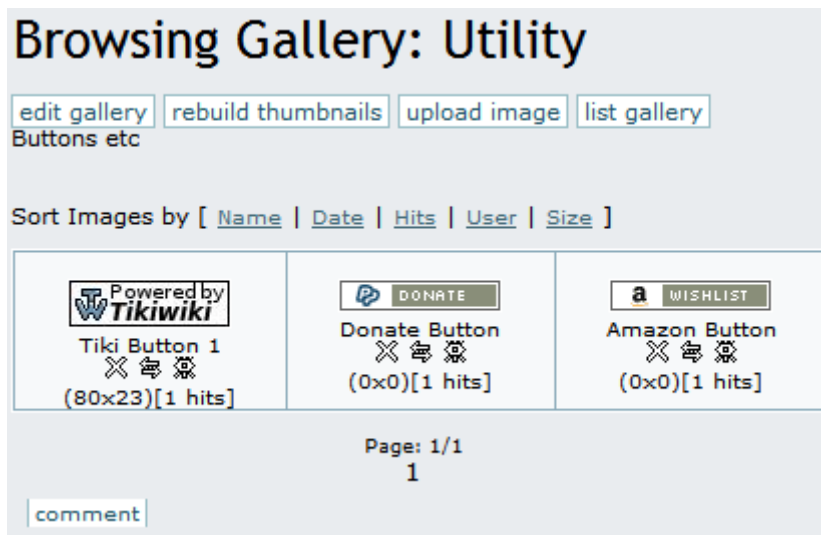 Browsing Gallery: Utility
edit gallery rebuild thumbnails upload image list gallery
Buttons etc
Sort Images by [ Name | Date | Hits | User | Size ]
Powered by DONATE a WISHLIST
Tikiwiki Donate Button Amazon Button
Tiki Button 1
(0x0)[1 hits] (0x0)[1 hits]
(80x23)[1 hits]
Page: 1/1
1
comment